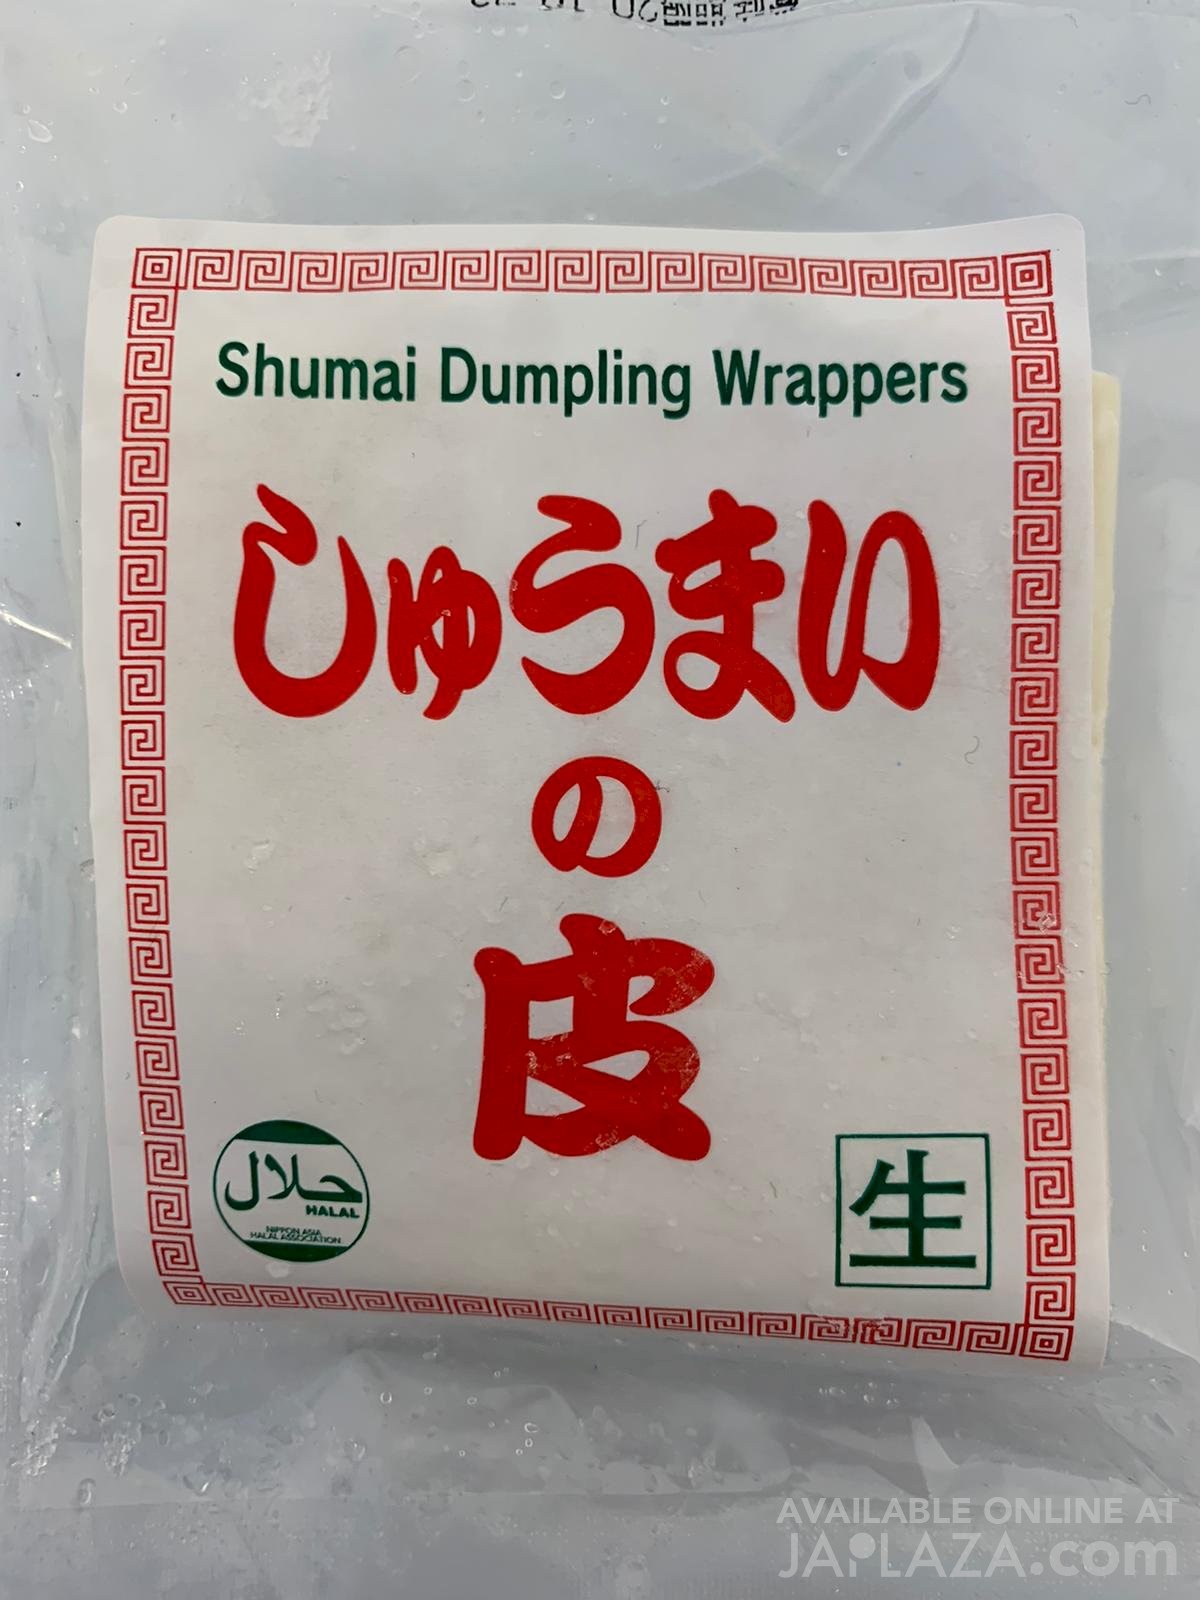 Shumai Dumpling Wrappers
しゅうまい
の
皮
حلال
HALAL
NIPPON ASIA
HALAL ASSOCIATION
生
AVAILABLE ONLINE AT
JAPLAZA.com